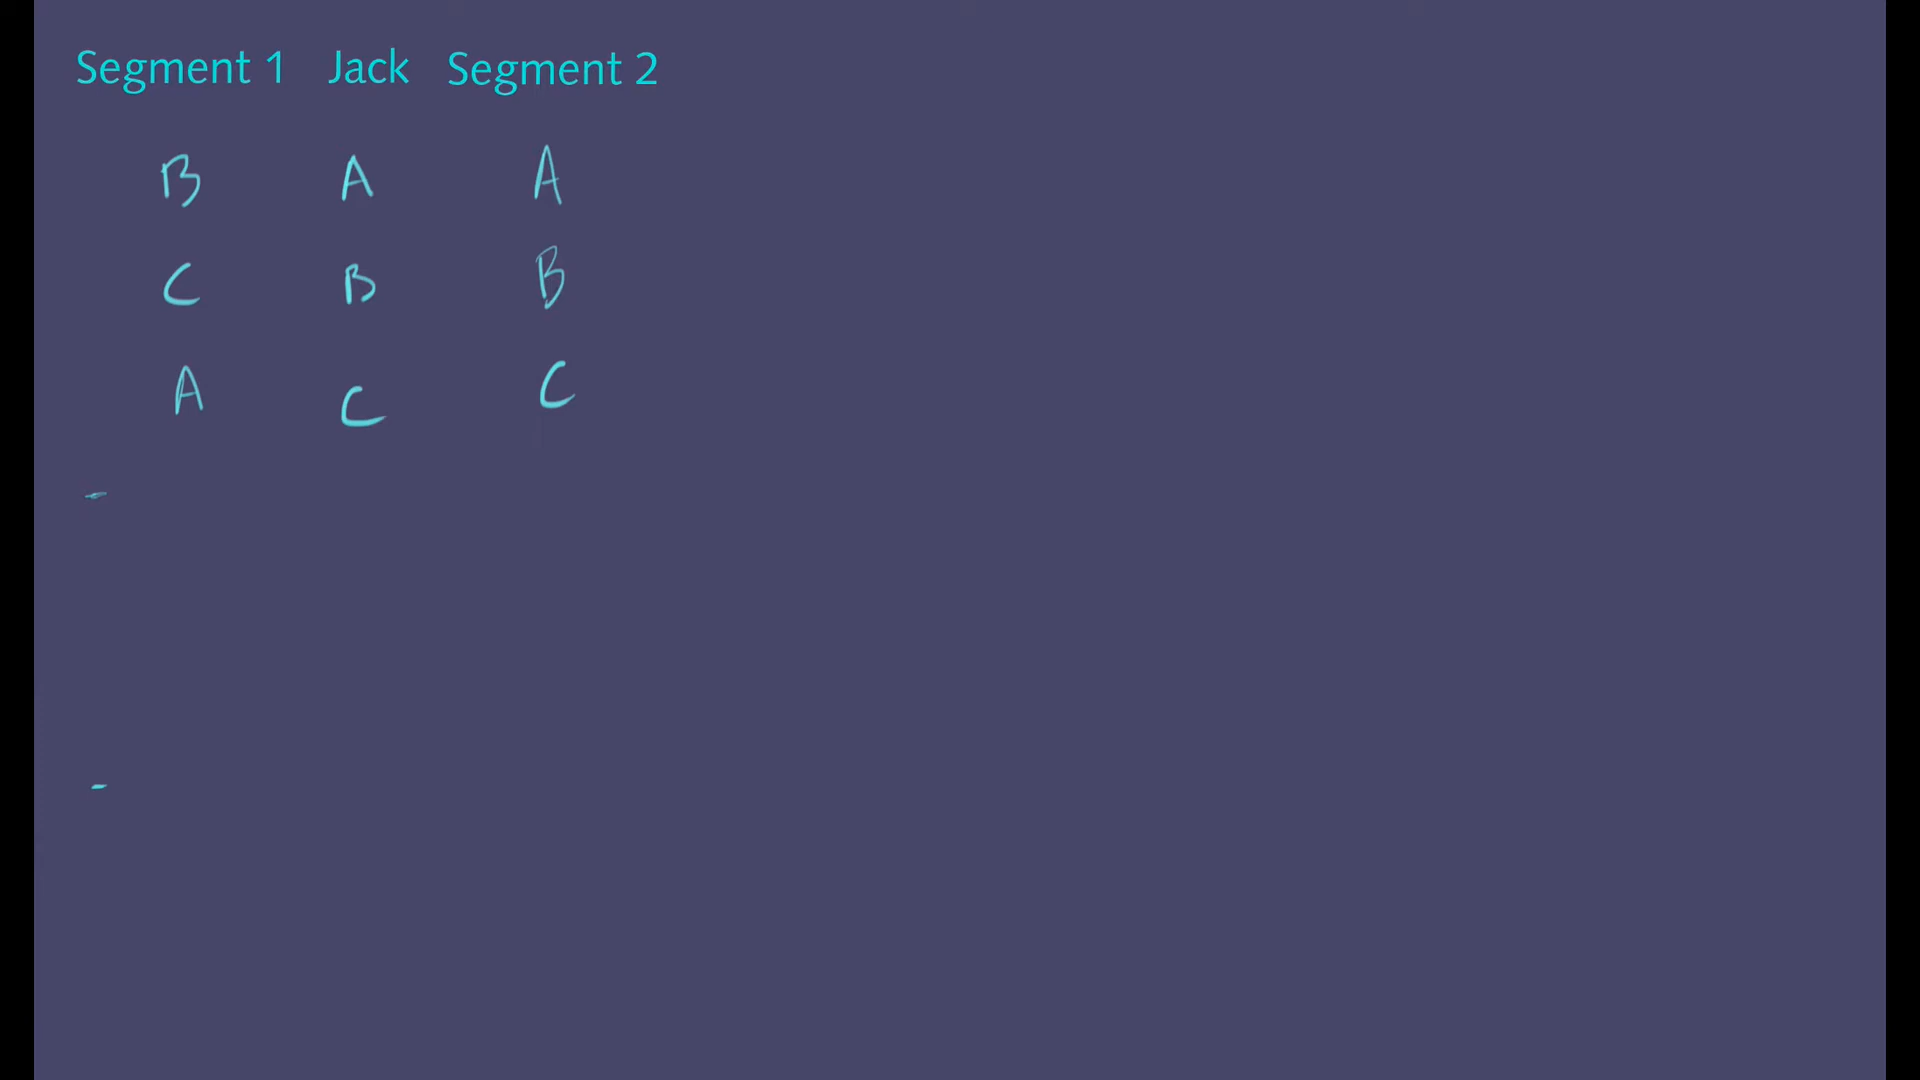 Segment 1 Jack Segment 2
B A A
C B B
A C C
-
-